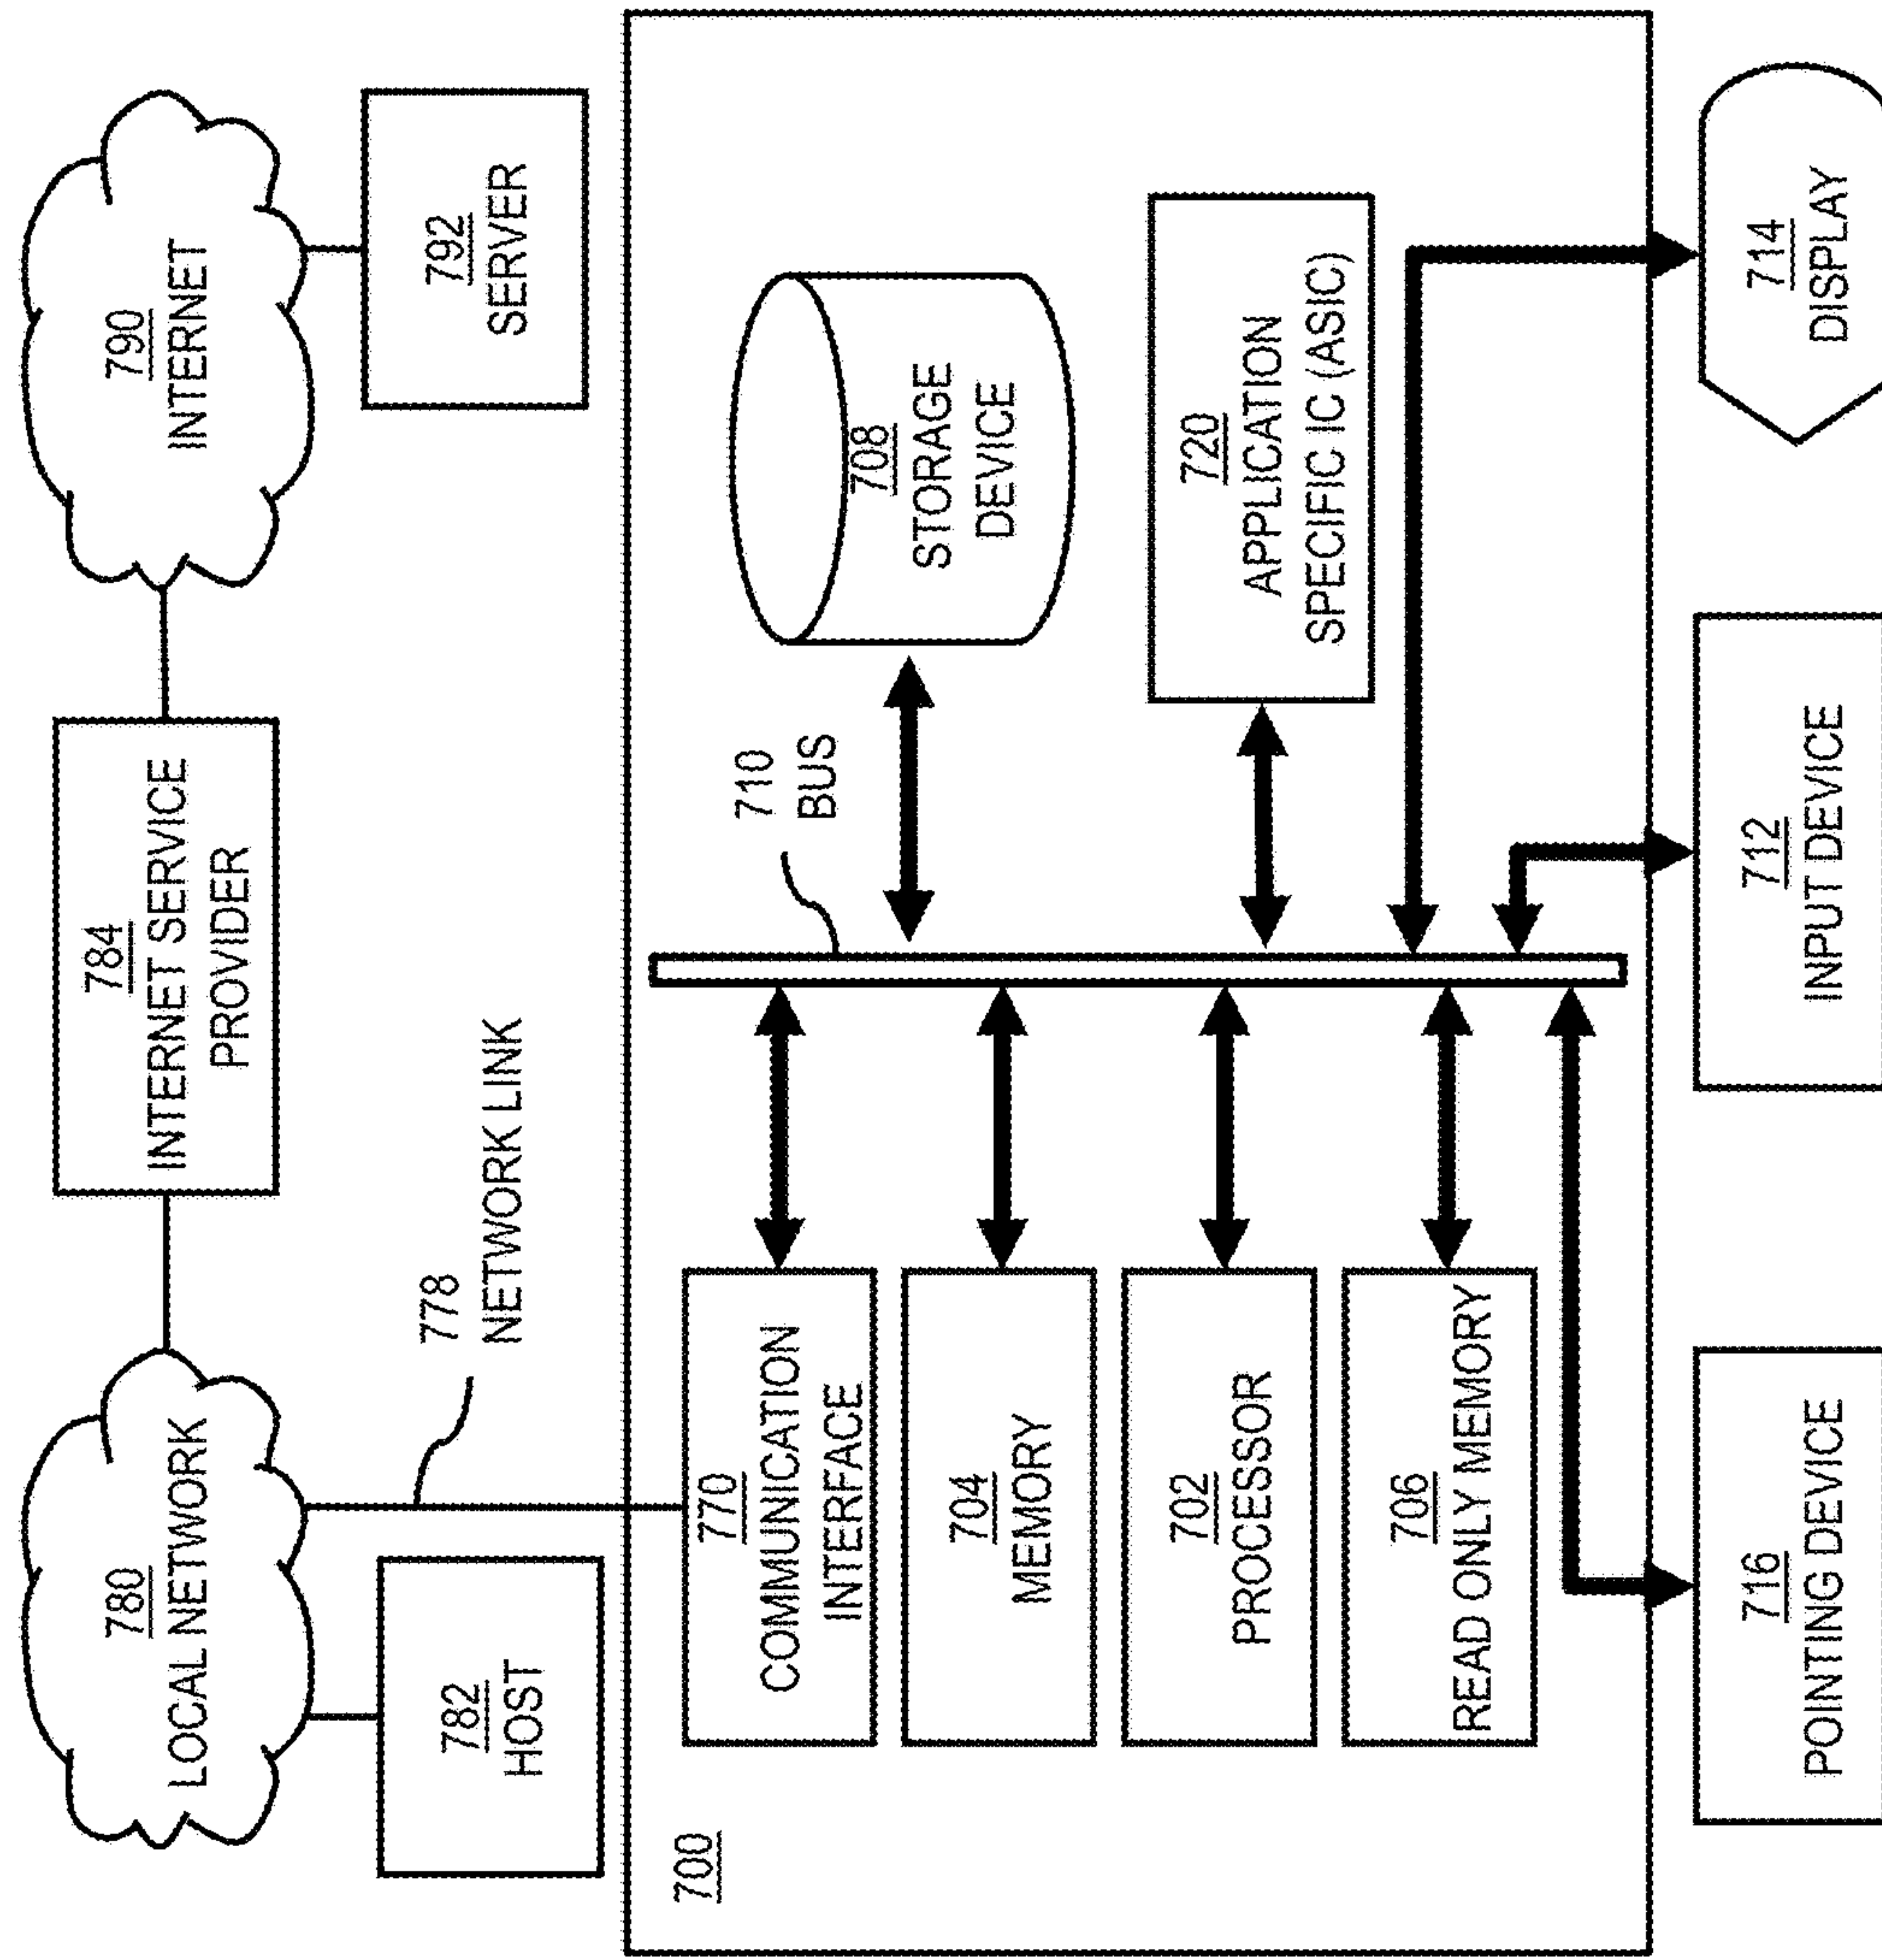 780
LOCAL NETWORK
784
INTERNET SERVICE
PROVIDER
790
INTERNET
782
HOST
778
NETWORK LINK
792
SERVER
700
770
COMMUNICATION
INTERFACE
710
BUS
708
STORAGE
DEVICE
704
MEMORY
702
PROCESSOR
720
APPLICATION
SPECIFIC IC (ASIC)
706
READ ONLY MEMORY
716
POINTING DEVICE
712
INPUT DEVICE
714
DISPLAY